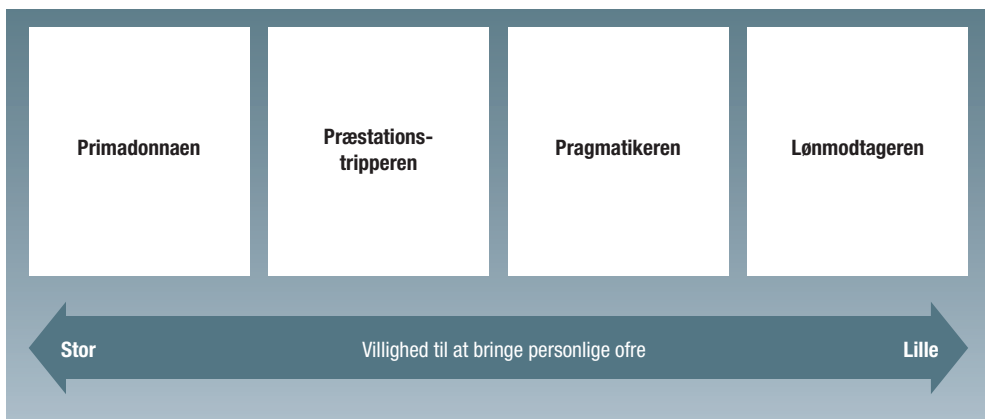 Primadonnaen
Præstations-
tripperen
Pragmatikeren
Lønmodtageren
Stor
Villighed til at bringe personlige ofre
Lille